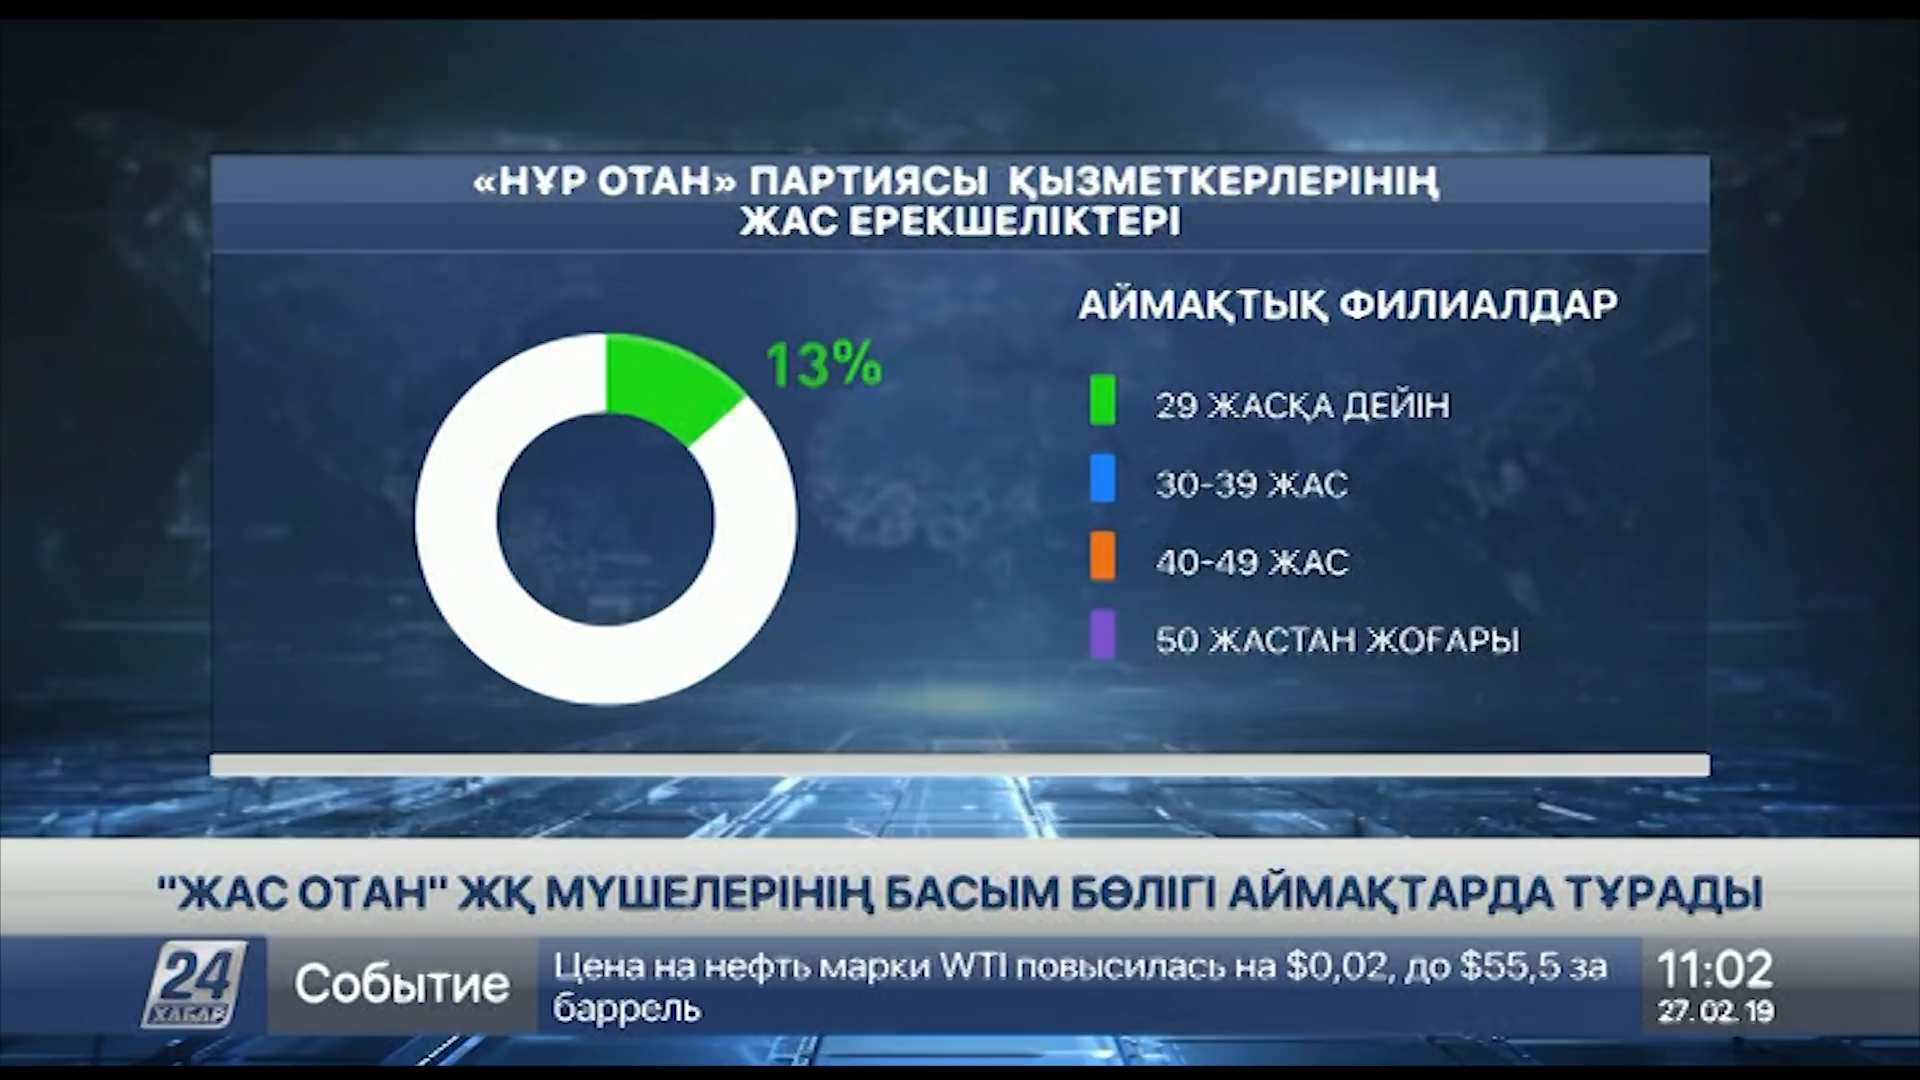 «НҰР ОТАН» ПАРТИЯСЫ ҚЫЗМЕТКЕРЛЕРІНІҢ
ЖАС ЕРЕКШЕЛІКТЕРІ
АЙМАҚТЫҚ ФИЛИАЛДАР
13%
29 ЖАСҚА ДЕЙІН
30-39 ЖАС
40-49 ЖАС
50 ЖАСТАН ЖОҒАРЫ
"ЖАС ОТАН" ЖҚ МҮШЕЛЕРІНІҢ БАСЫМ БӨЛІГІ АЙМАҚТАРДА ТҰРАДЫ
24
ХАБАР
Событие
Цена на нефть марки WTI повысилась на $0,02, до $55,5 за
баррель
11:02
27.02.19